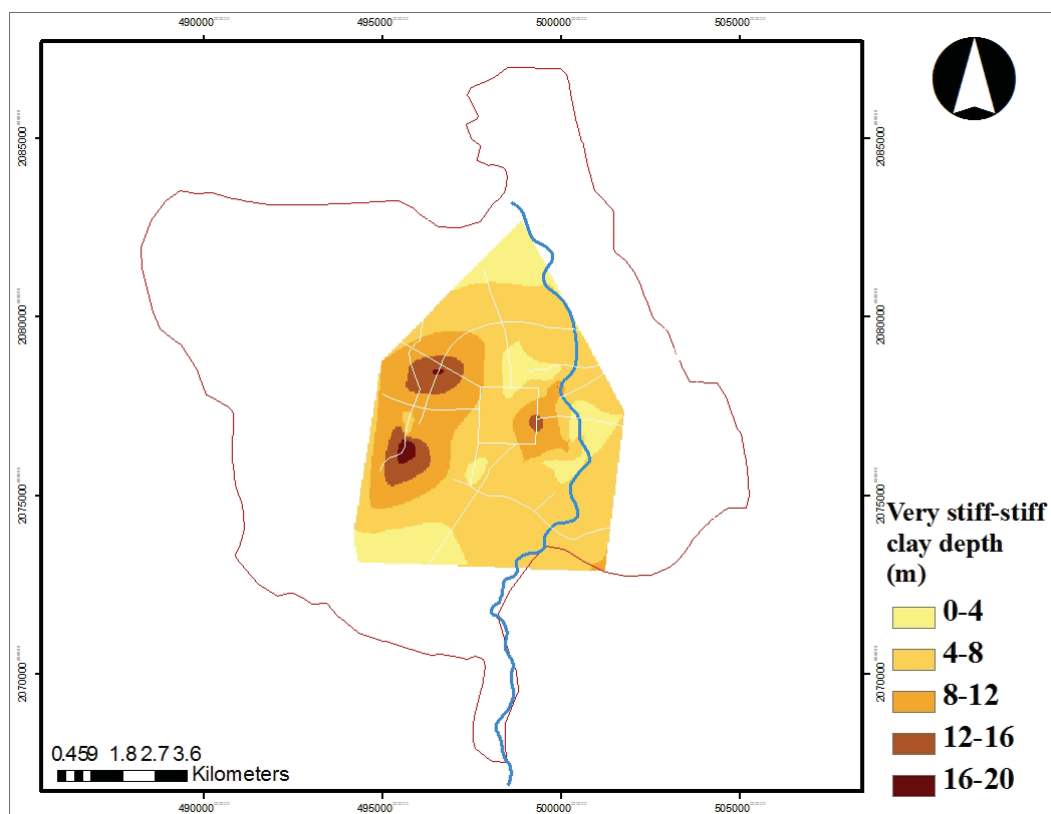 490000 495000 500000 505000
2085000 2085000
2080000 2080000
2075000 2075000
2070000 2070000
Very stiff-stiff
clay depth
(m)
0-4
4-8
8-12
12-16
16-20
0.459 1.8 2.7 3.6
Kilometers
490000 495000 500000 505000